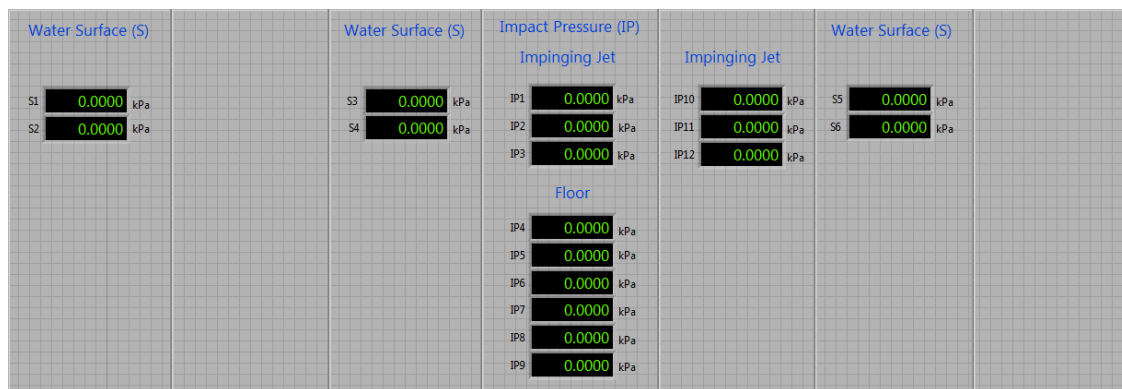 Water Surface (S)
S1 0.0000 kPa
S2 0.0000 kPa
Water Surface (S)
S3 0.0000 kPa
S4 0.0000 kPa
Impact Pressure (IP)
Impinging Jet
IP1 0.0000 kPa
IP2 0.0000 kPa
IP3 0.0000 kPa
Floor
IP4 0.0000 kPa
IP5 0.0000 kPa
IP6 0.0000 kPa
IP7 0.0000 kPa
IP8 0.0000 kPa
IP9 0.0000 kPa
Impinging Jet
IP10 0.0000 kPa
IP11 0.0000 kPa
IP12 0.0000 kPa
Water Surface (S)
S5 0.0000 kPa
S6 0.0000 kPa